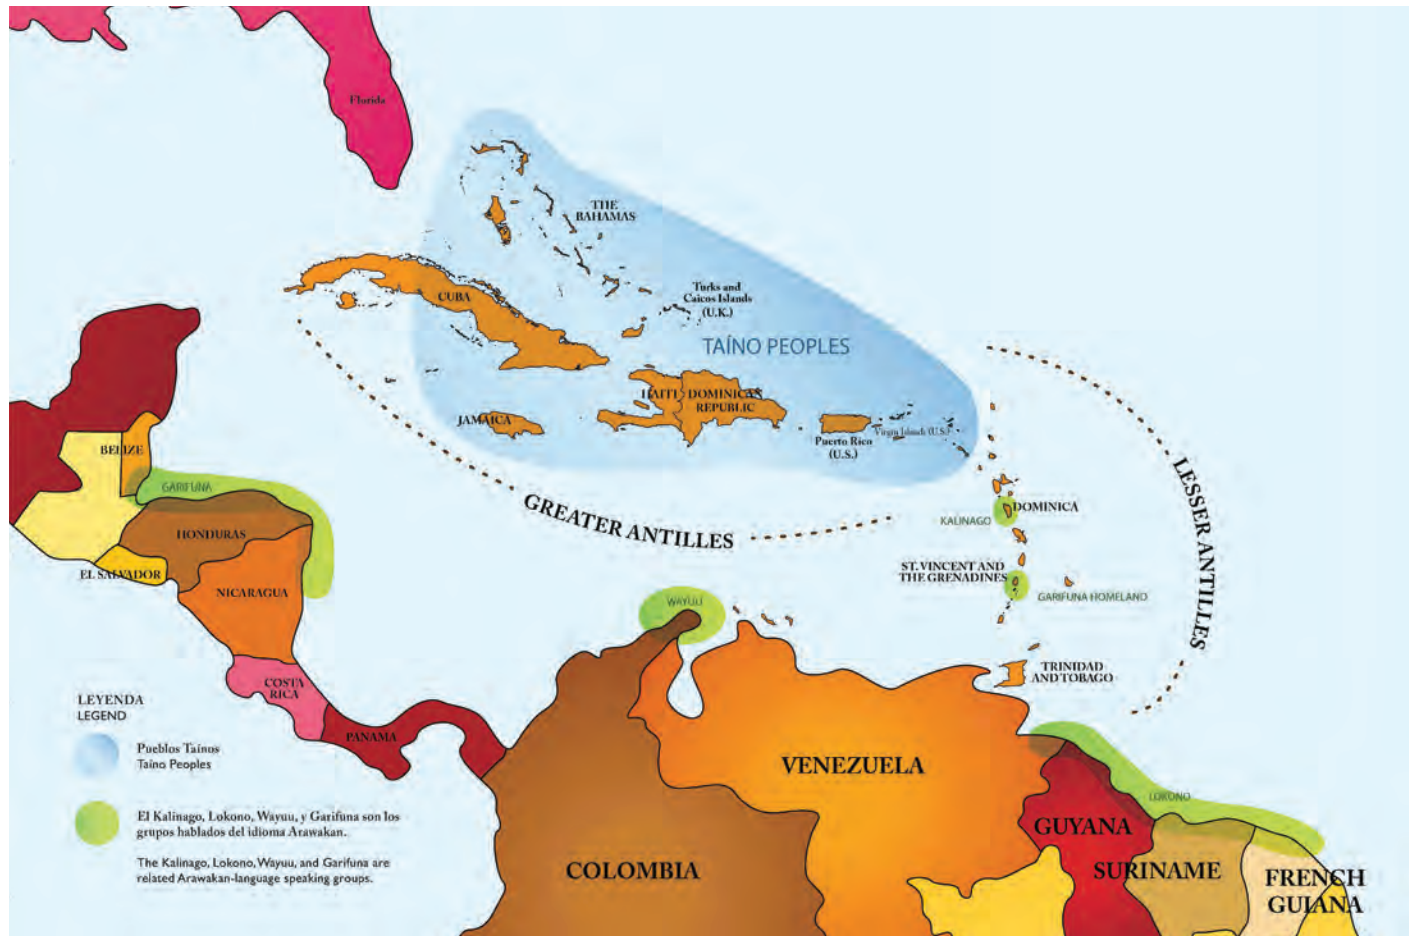 Florida
THE
BAHAMAS
CUBA
Turks and
Caicos Islands
(U.K.)
TAÍNO PEOPLES
HAITI
DOMINICAN
REPUBLIC
JAMAICA
Puerto Rico
(U.S.)
Virgin Islands (U.S.)
BELIZE
GARIFUNA
HONDURAS
EL SALVADOR
NICARAGUA
COSTA
RICA
PANAMA
GREATER ANTILLES
LESSER ANTILLES
KALINAGO
DOMINICA
ST. VINCENT AND
THE GRENADINES
GARIFUNA HOMELAND
WAYUU
TRINIDAD
AND TOBAGO
VENEZUELA
COLOMBIA
LOKONO
GUYANA
SURINAME
FRENCH
GUIANA
LEYENDA
LEGEND
Pueblos Taínos
Taíno Peoples
El Kalinago, Lokono, Wayuu, y Garifuna son los
grupos hablados del idioma Arawakan.
The Kalinago, Lokono, Wayuu, and Garifuna are
related Arawakan-language speaking groups.